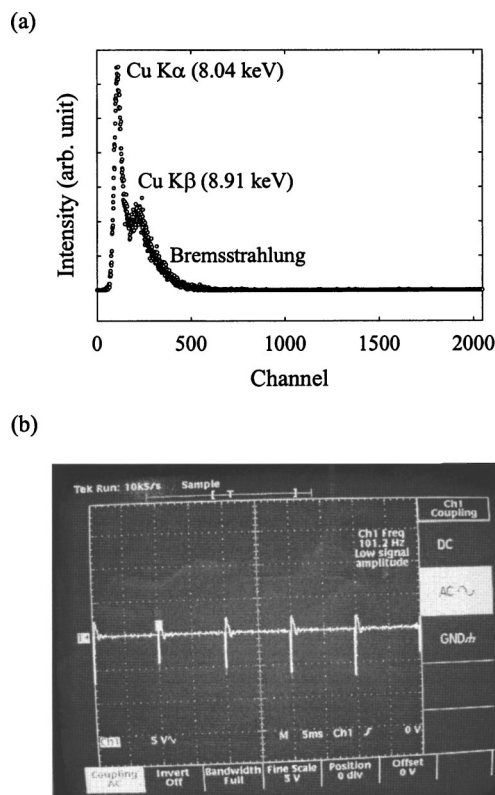 (a)
Cu Kα (8.04 keV)
Cu Kβ (8.91 keV)
Bremsstrahlung
Intensity (arb. unit)
0 500 1000 1500 2000
Channel
(b)
Tek Run: 10kS/s Sample
[ T ]
Ch1 Coupling
Ch1 Freq
101.2 Hz
Low signal
amplitude
DC
AC
GND
Ch1 5 V M 5ms Ch1 0 V
Coupling AC
Invert Off
Bandwidth Full
Fine Scale 5 V
Position 0 div
Offset 0 V